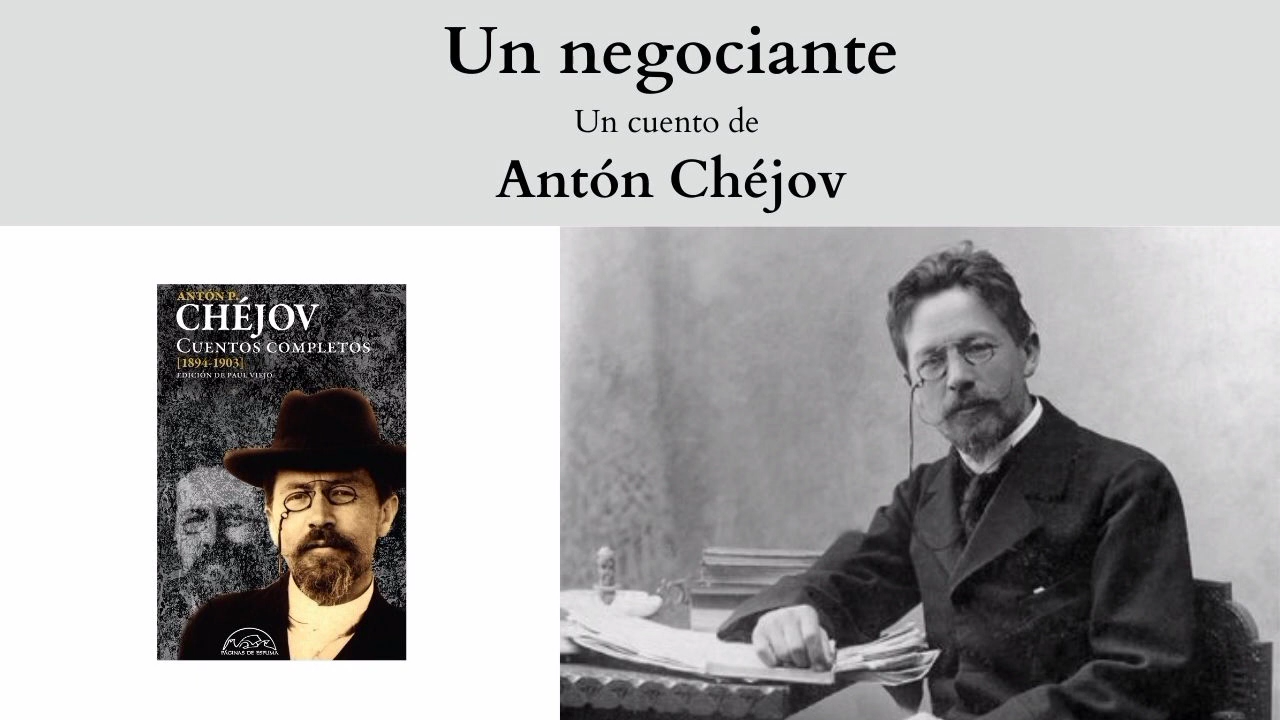 Un negociante
Un cuento de
Antón Chéjov
ANTÓN P.
CHÉJOV
CUENTOS COMPLETOS
[1894-1903]
EDICIÓN DE PAUL VIEJO
PÁGINAS DE ESPUMA